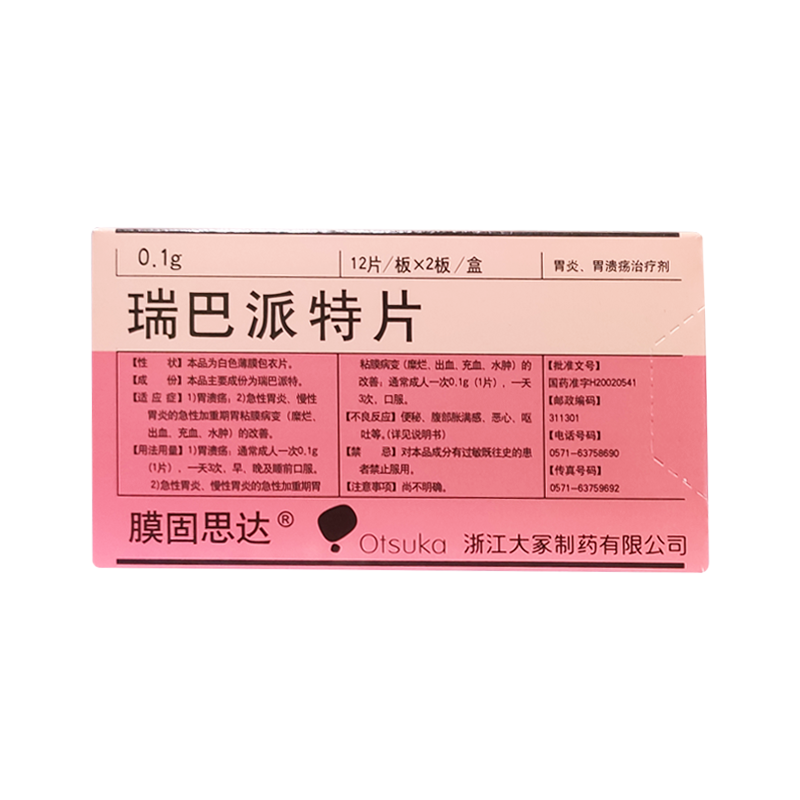 0.1g
12片/板×2板/盒
胃炎、胃溃疡治疗剂
瑞巴派特片
【性 状】本品为白色薄膜包衣片。
【成 份】本品主要成份为瑞巴派特。
【适 应 症】1)胃溃疡；2)急性胃炎、慢性
胃炎的急性加重期胃粘膜病变（糜烂、
出血、充血、水肿）的改善。
【用法用量】1)胃溃疡：通常成人一次0.1g
(1片)，一天3次，早、晚及睡前口服。
2)急性胃炎、慢性胃炎的急性加重期胃
粘膜病变（糜烂、出血、充血、水肿）的
改善：通常成人一次0.1g（1片），一天
3次，口服。
【不良反应】便秘、腹部胀满感、恶心、呕
吐等。(详见说明书)
【禁 忌】对本品成分有过敏既往史的患
者禁止服用。
【注意事项】尚不明确。
【批准文号】
国药准字H20020541
【邮政编码】
311301
【电话号码】
0571-63758690
【传真号码】
0571-63759692
膜固思达®
Otsuka 浙江大冢制药有限公司